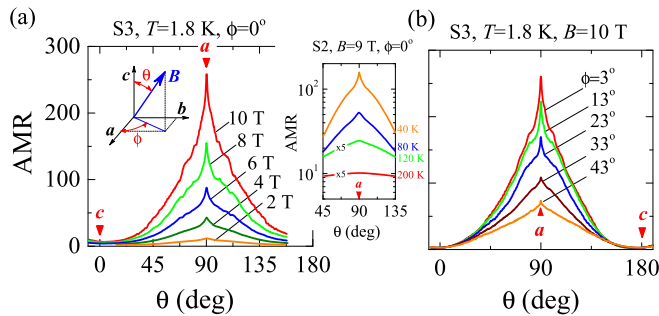 (a)
S3, T=1.8 K, ϕ=0°
AMR
300
200
100
0
0
45
90
135
180
θ (deg)
a
c
c
θ
B
b
a
ϕ
10 T
8 T
6 T
4 T
2 T
S2, B=9 T, ϕ=0°
AMR
10²
10¹
40 K
80 K
x5
120 K
x5
200 K
a
45
90
135
θ (deg)
(b)
S3, T=1.8 K, B=10 T
ϕ=3°
13°
23°
33°
43°
a
c
0
90
180
θ (deg)